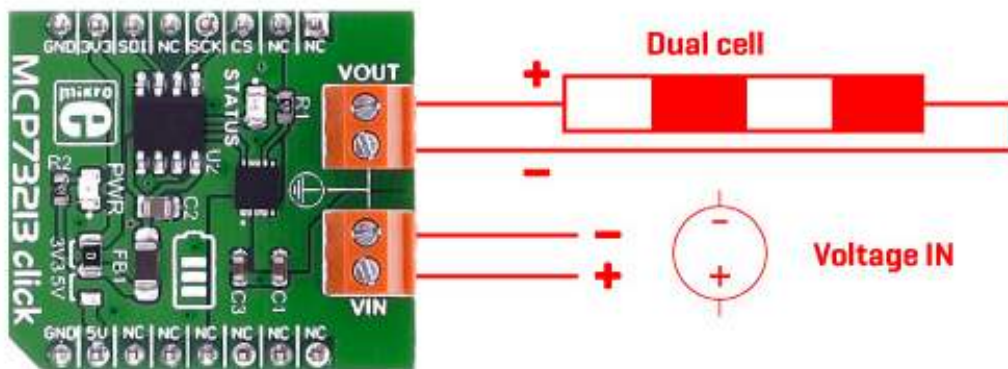 GND 3V3 SDI NC SCK CS NC NC
MCP73213 click
mikro
e
STATUS
R1
VOUT
Dual cell
+
-
U2
R2
PWR
C2
3V3 5V
FB1
C3
C1
VIN
-
+
-
+
Voltage IN
GND 5V NC NC NC NC NC NC